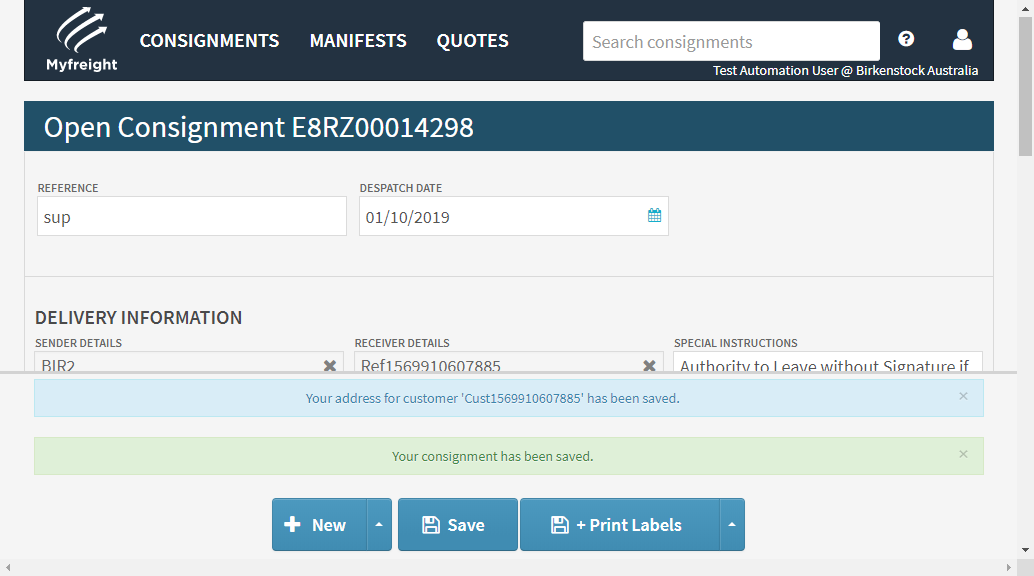 Myfreight
CONSIGNMENTS MANIFESTS QUOTES
Search consignments
?
Test Automation User @ Birkenstock Australia
Open Consignment E8RZ00014298
REFERENCE DESPATCH DATE
sup 01/10/2019
DELIVERY INFORMATION
SENDER DETAILS RECEIVER DETAILS SPECIAL INSTRUCTIONS
BIR2 Ref1569910607885 Authority to Leave without Signature if
Your address for customer 'Cust1569910607885' has been saved.
Your consignment has been saved.
New Save + Print Labels